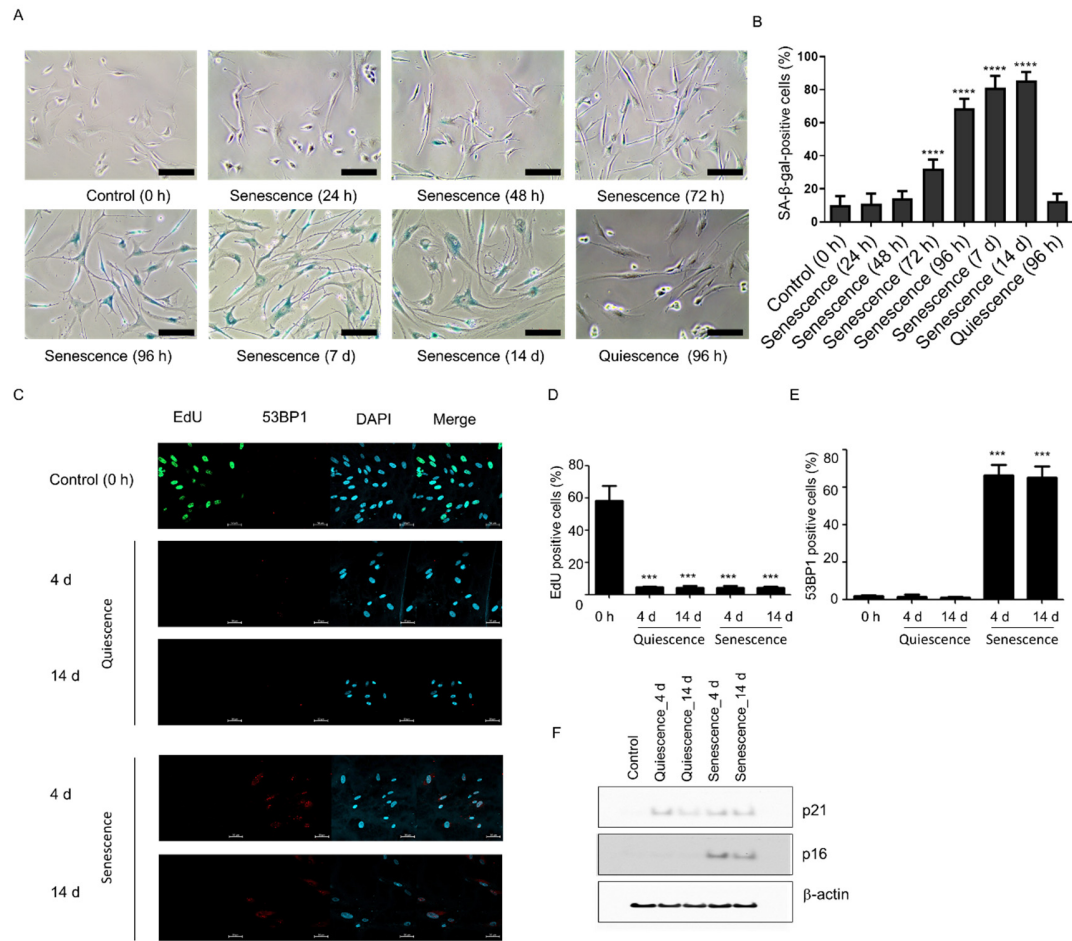 A
Control (0 h)
Senescence (24 h)
Senescence (48 h)
Senescence (72 h)
Senescence (96 h)
Senescence (7 d)
Senescence (14 d)
Quiescence (96 h)
B
SA-β-gal-positive cells (%)
100
80
60
40
20
0
****
****
****
****
Control (0 h)
Senescence (24 h)
Senescence (48 h)
Senescence (72 h)
Senescence (96 h)
Senescence (7 d)
Senescence (14 d)
Quiescence (96 h)
C
EdU 53BP1 DAPI Merge
Control (0 h)
4 d
Quiescence
14 d
4 d
Senescence
14 d
D
EdU positive cells (%)
80
60
40
20
0
*** *** *** ***
0 h 4 d 14 d 4 d 14 d
Quiescence Senescence
E
53BP1 positive cells (%)
80
60
40
20
0
*** ***
0 h 4 d 14 d 4 d 14 d
Quiescence Senescence
F
Control
Quiescence_4 d
Quiescence_14 d
Senescence_4 d
Senescence_14 d
p21
p16
β-actin